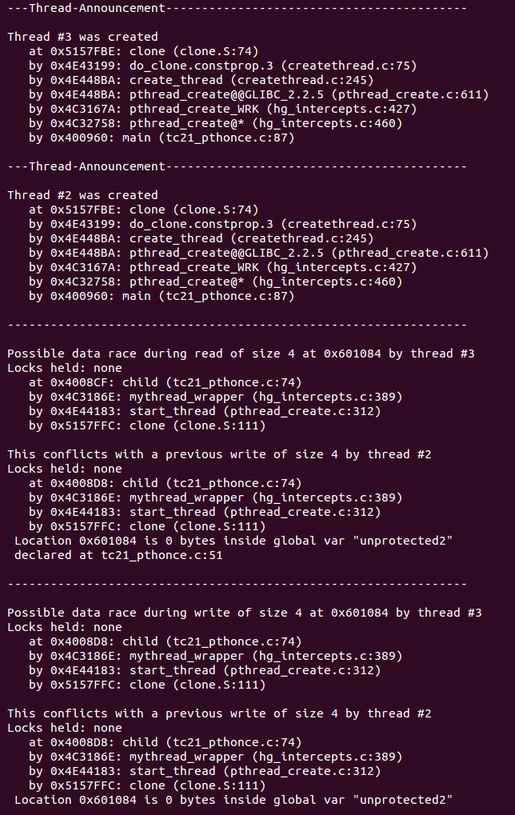 ---Thread-Announcement------------------------------------------
Thread #3 was created
   at 0x5157FBE: clone (clone.S:74)
   by 0x4E43199: do_clone.constprop.3 (createthread.c:75)
   by 0x4E448BA: create_thread (createthread.c:245)
   by 0x4E448BA: pthread_create@@GLIBC_2.2.5 (pthread_create.c:611)
   by 0x4C3167A: pthread_create_WRK (hg_intercepts.c:427)
   by 0x4C32758: pthread_create@* (hg_intercepts.c:460)
   by 0x400960: main (tc21_pthonce.c:87)
---Thread-Announcement------------------------------------------
Thread #2 was created
   at 0x5157FBE: clone (clone.S:74)
   by 0x4E43199: do_clone.constprop.3 (createthread.c:75)
   by 0x4E448BA: create_thread (createthread.c:245)
   by 0x4E448BA: pthread_create@@GLIBC_2.2.5 (pthread_create.c:611)
   by 0x4C3167A: pthread_create_WRK (hg_intercepts.c:427)
   by 0x4C32758: pthread_create@* (hg_intercepts.c:460)
   by 0x400960: main (tc21_pthonce.c:87)
----------------------------------------------------------------
Possible data race during read of size 4 at 0x601084 by thread #3
Locks held: none
   at 0x4008CF: child (tc21_pthonce.c:74)
   by 0x4C3186E: mythread_wrapper (hg_intercepts.c:389)
   by 0x4E44183: start_thread (pthread_create.c:312)
   by 0x5157FFC: clone (clone.S:111)
This conflicts with a previous write of size 4 by thread #2
Locks held: none
   at 0x4008D8: child (tc21_pthonce.c:74)
   by 0x4C3186E: mythread_wrapper (hg_intercepts.c:389)
   by 0x4E44183: start_thread (pthread_create.c:312)
   by 0x5157FFC: clone (clone.S:111)
 Location 0x601084 is 0 bytes inside global var "unprotected2"
 declared at tc21_pthonce.c:51
----------------------------------------------------------------
Possible data race during write of size 4 at 0x601084 by thread #3
Locks held: none
   at 0x4008D8: child (tc21_pthonce.c:74)
   by 0x4C3186E: mythread_wrapper (hg_intercepts.c:389)
   by 0x4E44183: start_thread (pthread_create.c:312)
   by 0x5157FFC: clone (clone.S:111)
This conflicts with a previous write of size 4 by thread #2
Locks held: none
   at 0x4008D8: child (tc21_pthonce.c:74)
   by 0x4C3186E: mythread_wrapper (hg_intercepts.c:389)
   by 0x4E44183: start_thread (pthread_create.c:312)
   by 0x5157FFC: clone (clone.S:111)
 Location 0x601084 is 0 bytes inside global var "unprotected2"